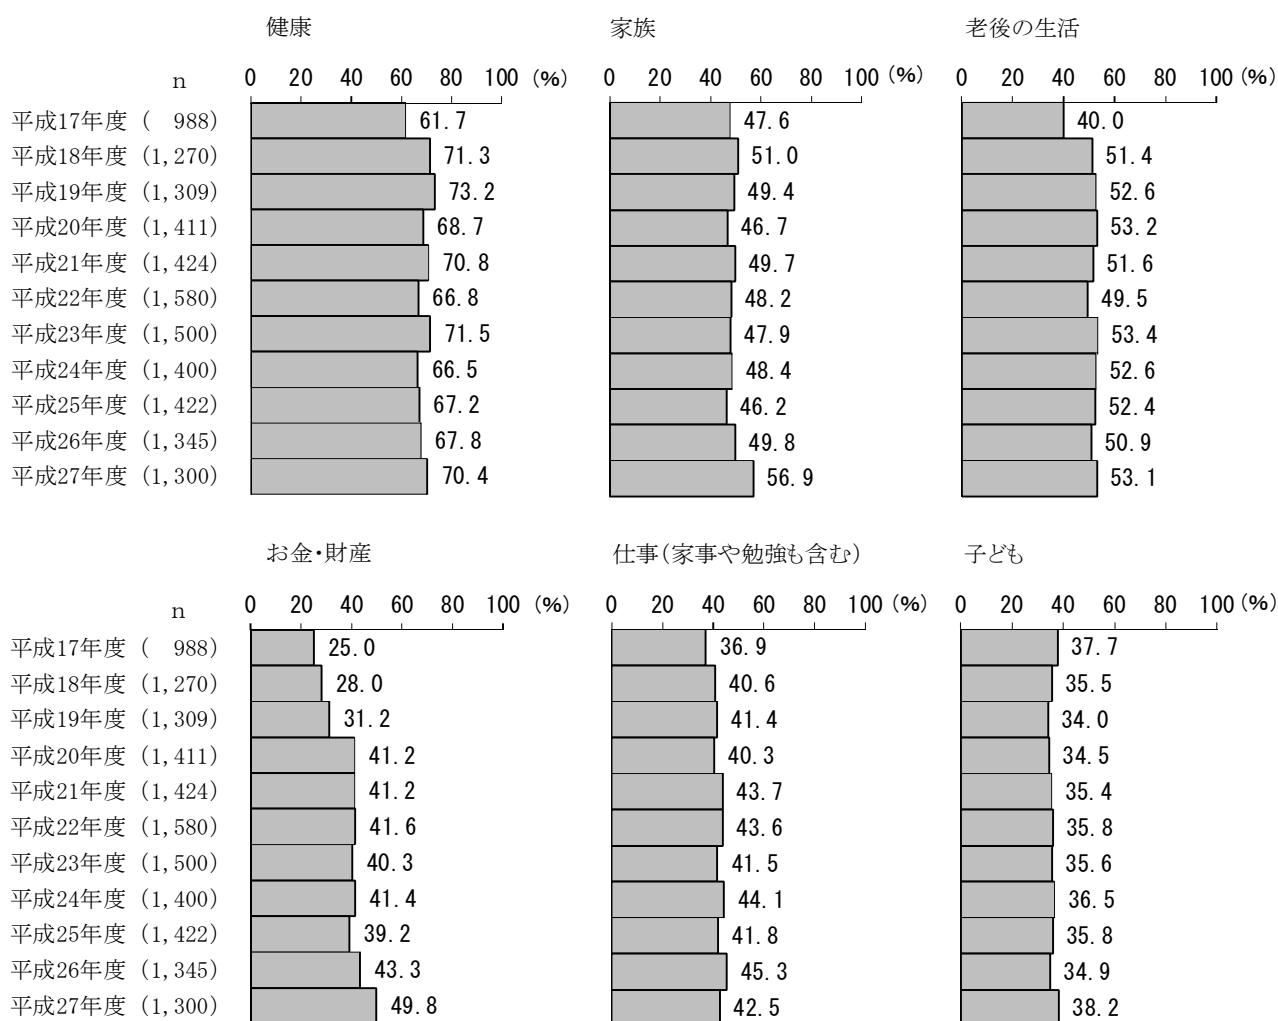 健康 家族 老後の生活
n 0 20 40 60 80 100 (%) 0 20 40 60 80 100 (%) 0 20 40 60 80 100 (%)
平成17年度 ( 988) 61.7 47.6 40.0
平成18年度 (1,270) 71.3 51.0 51.4
平成19年度 (1,309) 73.2 49.4 52.6
平成20年度 (1,411) 68.7 46.7 53.2
平成21年度 (1,424) 70.8 49.7 51.6
平成22年度 (1,580) 66.8 48.2 49.5
平成23年度 (1,500) 71.5 47.9 53.4
平成24年度 (1,400) 66.5 48.4 52.6
平成25年度 (1,422) 67.2 46.2 52.4
平成26年度 (1,345) 67.8 49.8 50.9
平成27年度 (1,300) 70.4 56.9 53.1
お金・財産 仕事(家事や勉強も含む) 子ども
n 0 20 40 60 80 100 (%) 0 20 40 60 80 100 (%) 0 20 40 60 80 100 (%)
平成17年度 ( 988) 25.0 36.9 37.7
平成18年度 (1,270) 28.0 40.6 35.5
平成19年度 (1,309) 31.2 41.4 34.0
平成20年度 (1,411) 41.2 40.3 34.5
平成21年度 (1,424) 41.2 43.7 35.4
平成22年度 (1,580) 41.6 43.6 35.8
平成23年度 (1,500) 40.3 41.5 35.6
平成24年度 (1,400) 41.4 44.1 36.5
平成25年度 (1,422) 39.2 41.8 35.8
平成26年度 (1,345) 43.3 45.3 34.9
平成27年度 (1,300) 49.8 42.5 38.2